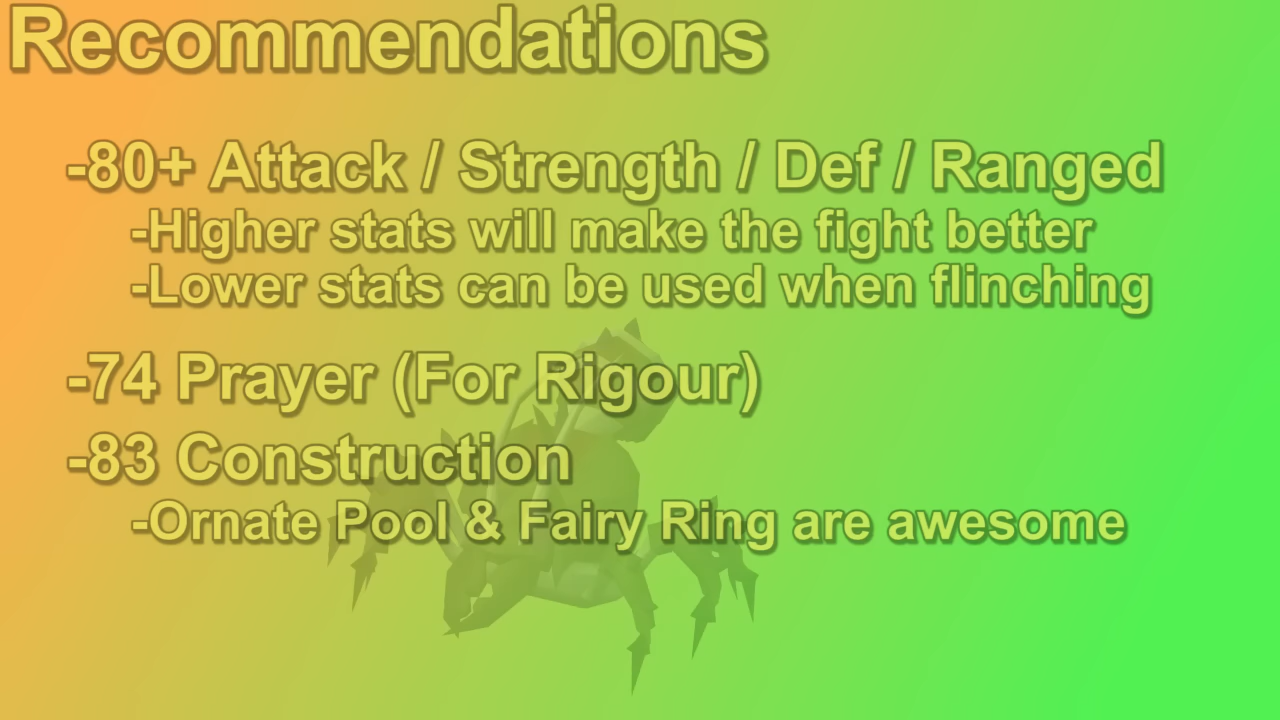 Recommendations
-80+ Attack / Strength / Def / Ranged
-Higher stats will make the fight better
-Lower stats can be used when flinching
-74 Prayer (For Rigour)
-83 Construction
-Ornate Pool & Fairy Ring are awesome